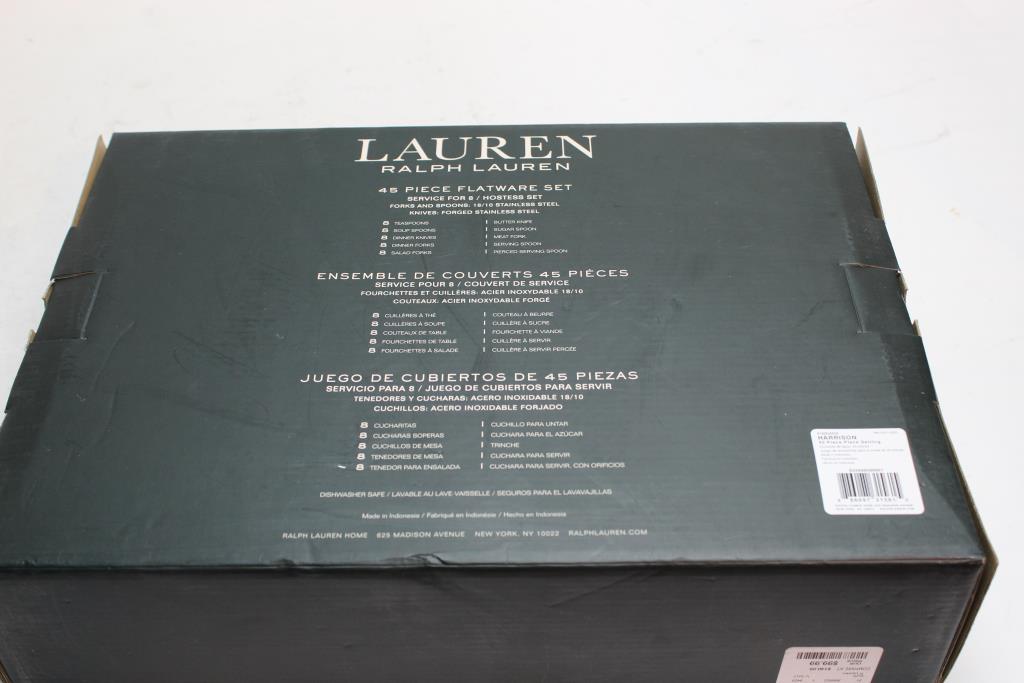 LAUREN
RALPH LAUREN
45 PIECE FLATWARE SET
SERVICE FOR 8 / HOSTESS SET
FORKS AND SPOONS: 18/10 STAINLESS STEEL
KNIVES: FORGED STAINLESS STEEL
8 TEASPOONS 1 BUTTER KNIFE
8 SOUP SPOONS 1 SUGAR SPOON
8 DINNER KNIVES 1 MEAT FORK
8 DINNER FORKS 1 SERVING SPOON
8 SALAD FORKS 1 PIERCED SERVING SPOON
ENSEMBLE DE COUVERTS 45 PIÈCES
SERVICE POUR 8 / COUVERT DE SERVICE
FOURCHETTES ET CUILLÈRES: ACIER INOXYDABLE 18/10
COUTEAUX: ACIER INOXYDABLE FORGÉ
8 CUILLÈRES À THÉ 1 COUTEAU À BEURRE
8 CUILLÈRES À SOUPE 1 CUILLÈRE À SUCRE
8 COUTEAUX DE TABLE 1 FOURCHETTE À VIANDE
8 FOURCHETTES DE TABLE 1 CUILLÈRE À SERVIR
8 FOURCHETTES À SALADE 1 CUILLÈRE À SERVIR PERCÉE
JUEGO DE CUBIERTOS DE 45 PIEZAS
SERVICIO PARA 8 / JUEGO DE CUBIERTOS PARA SERVIR
TENEDORES Y CUCHARAS: ACERO INOXIDABLE 18/10
CUCHILLOS: ACERO INOXIDABLE FORJADO
8 CUCHARITAS 1 CUCHILLO PARA UNTAR
8 CUCHARAS SOPERAS 1 CUCHARA PARA EL AZÚCAR
8 CUCHILLOS DE MESA 1 TRINCHE
8 TENEDORES DE MESA 1 CUCHARA PARA SERVIR
8 TENEDOR PARA ENSALADA 1 CUCHARA PARA SERVIR, CON ORIFICIOS
DISHWASHER SAFE / LAVABLE AU LAVE-VAISSELLE / SEGUROS PARA EL LAVAVAJILLAS
Made in Indonesia / Fabriqué en Indonésie / Hecho en Indonesia
RALPH LAUREN HOME 625 MADISON AVENUE NEW YORK, NY 10022 RALPHLAUREN.COM
HARRISON
45 Piece Place Setting
$99.99